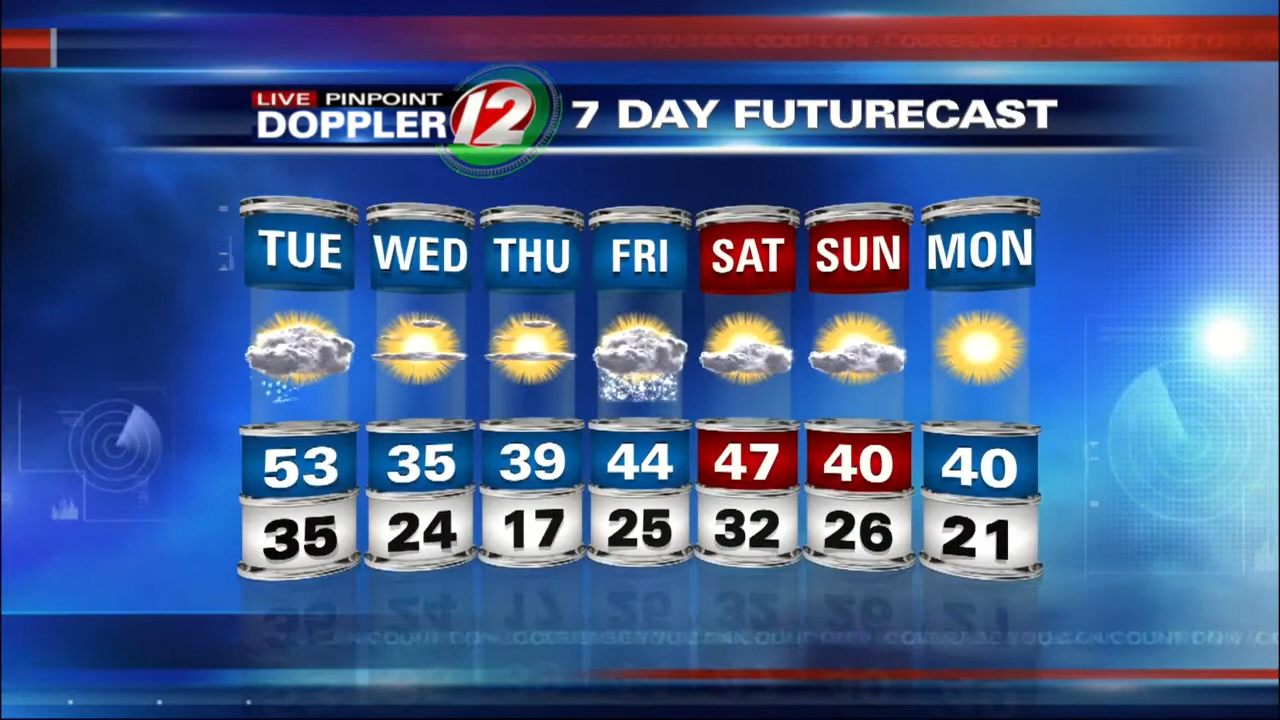 LIVE PINPOINT
DOPPLER 12 7 DAY FUTURECAST
TUE WED THU FRI SAT SUN MON
53 35 39 44 47 40 40
35 24 17 25 32 26 21